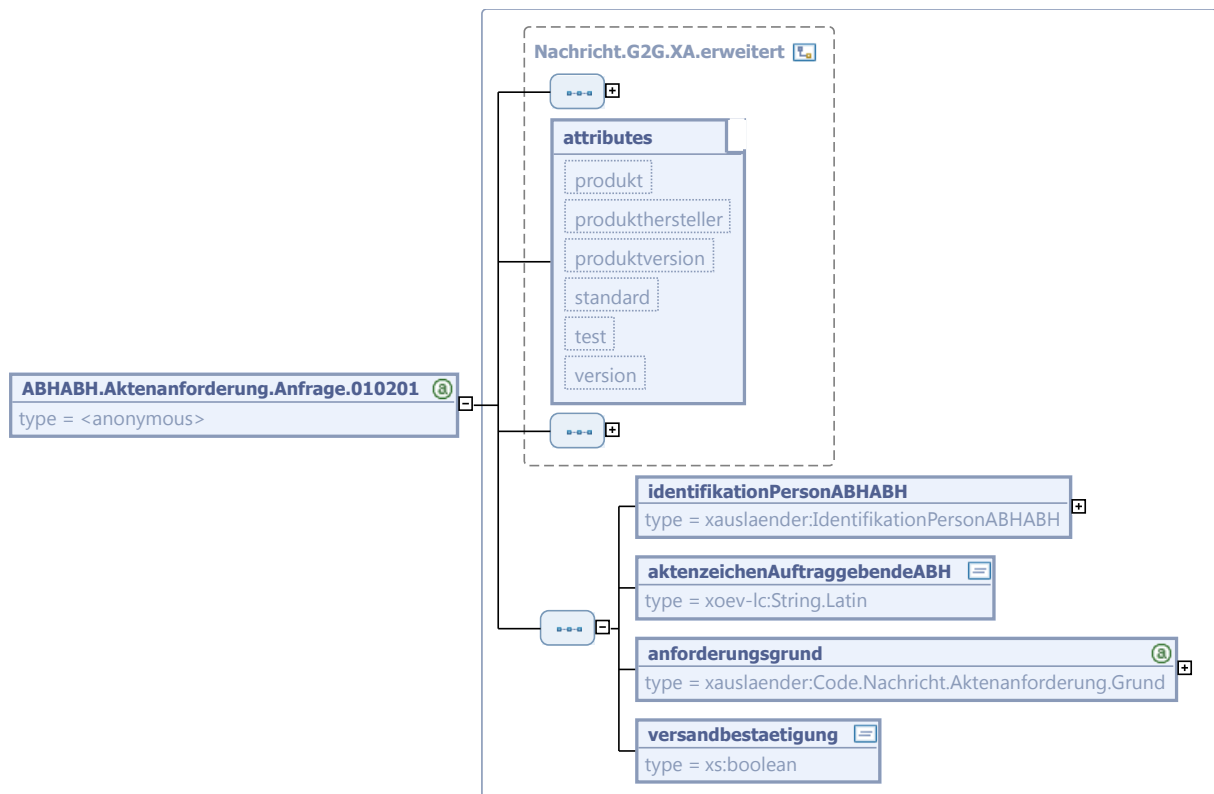 Nachricht.G2G.XA.erweitert
attributes
produkt
produkthersteller
produktversion
standard
test
version
ABHABH.Aktenanforderung.Anfrage.010201
type = <anonymous>
identifikationPersonABHABH
type = xauslaender:IdentifikationPersonABHABH
aktenzeichenAuftraggebendeABH
type = xoev-lc:String.Latin
anforderungsgrund
type = xauslaender:Code.Nachricht.Aktenanforderung.Grund
versandbestaetigung
type = xs:boolean